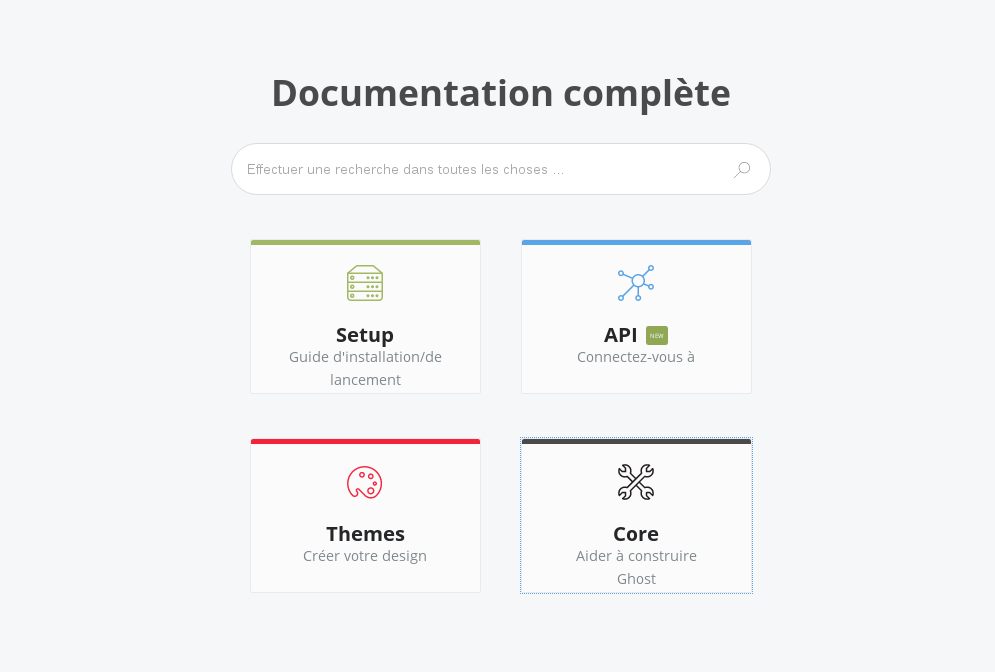 Documentation complète
Effectuer une recherche dans toutes les choses ...
Setup
Guide d'installation/de
lancement
API NEW
Connectez-vous à
Themes
Créer votre design
Core
Aider à construire
Ghost